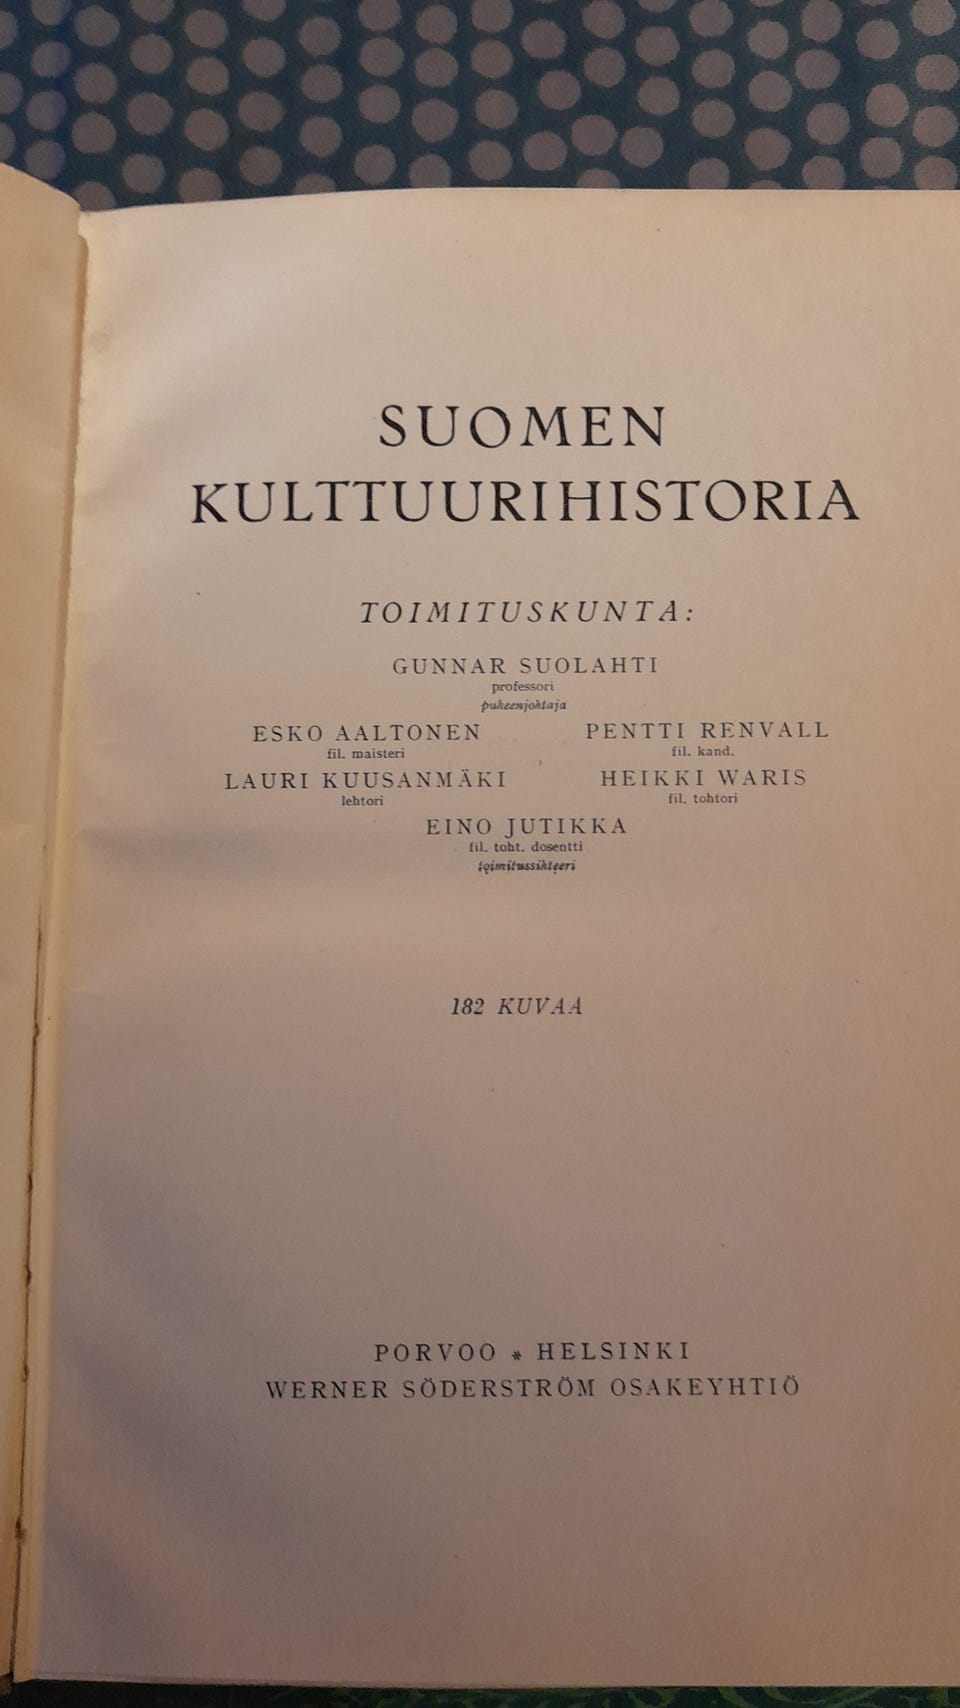 SUOMEN
KULTTUURIHISTORIA
TOIMITUSKUNTA:
GUNNAR SUOLAHTI
professori
puheenjohtaja
ESKO AALTONEN PENTTI RENVALL
fil. maisteri fil. kand.
LAURI KUUSANMÄKI HEIKKI WARIS
lehtori fil. tohtori
EINO JUTIKKA
fil. toht. dosentti
toimitussihteeri
182 KUVAA
PORVOO * HELSINKI
WERNER SÖDERSTRÖM OSAKEYHTIÖ